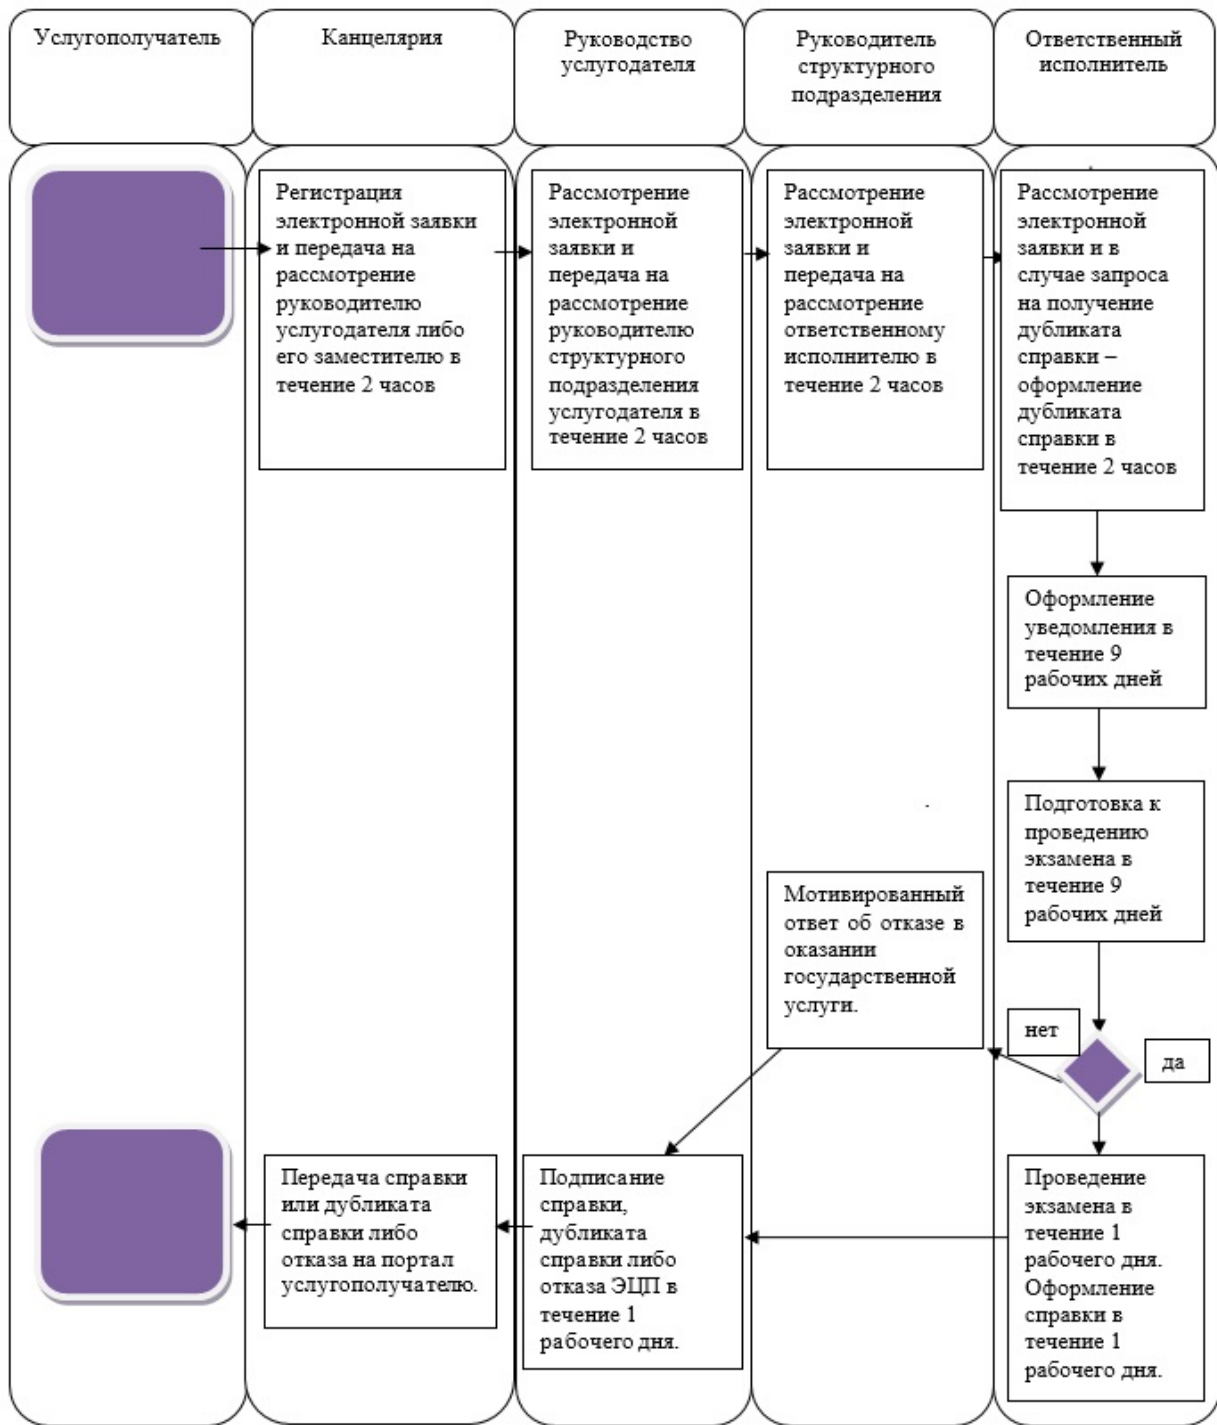 Услугополучатель
Канцелярия
Руководство
услугодателя
Руководитель
структурного
подразделения
Ответственный
исполнитель
Регистрация
электронной заявки
и передача на
рассмотрение
руководителю
услугодателя либо
его заместителю в
течение 2 часов
Рассмотрение
электронной
заявки и
передача на
рассмотрение
руководителю
структурного
подразделения
услугодателя в
течение 2 часов
Рассмотрение
электронной
заявки и
передача на
рассмотрение
ответственному
исполнителю в
течение 2 часов
Рассмотрение
электронной
заявки и в
случае запроса
на получение
дубликата
справки –
оформление
дубликата
справки в
течение 2 часов
Оформление
уведомления в
течение 9
рабочих дней
Подготовка к
проведению
экзамена в
течение 9
рабочих дней
Мотивированный
ответ об отказе в
оказании
государственной
услуги.
нет
да
Передача справки
или дубликата
справки либо
отказа на портал
услугополучателю.
Подписание
справки,
дубликата
справки либо
отказа ЭЦП в
течение 1
рабочего дня.
Проведение
экзамена в
течение 1
рабочего дня.
Оформление
справки в
течение 1
рабочего дня.